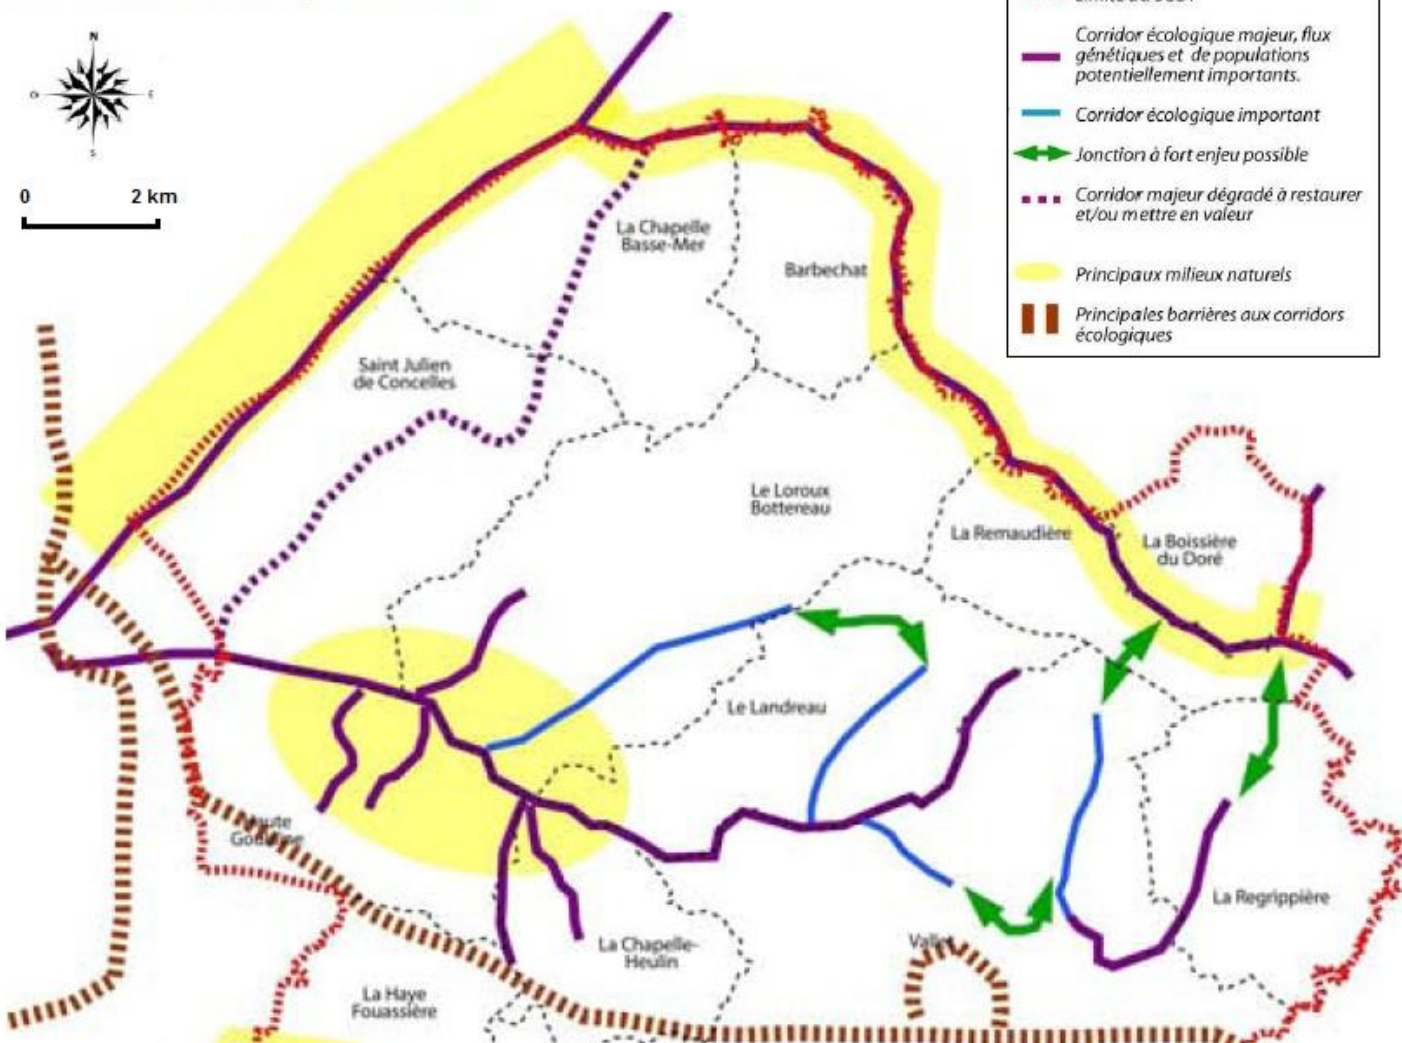 N
O
E
S
0 2 km
Corridor écologique majeur, flux
génétiques et de populations
potentiellement importants.
Corridor écologique important
Jonction à fort enjeu possible
Corridor majeur dégradé à restaurer
et/ou mettre en valeur
Principaux milieux naturels
Principales barrières aux corridors
écologiques
La Chapelle
Basse-Mer
Barbechat
Saint Julien
de Concelles
Le Loroux
Bottereau
La Remaudière
La Boissière
du Doré
Le Landreau
Haute
Goulaine
La Regrippière
La Chapelle-
Heulin
Vallet
La Haye
Fouassière